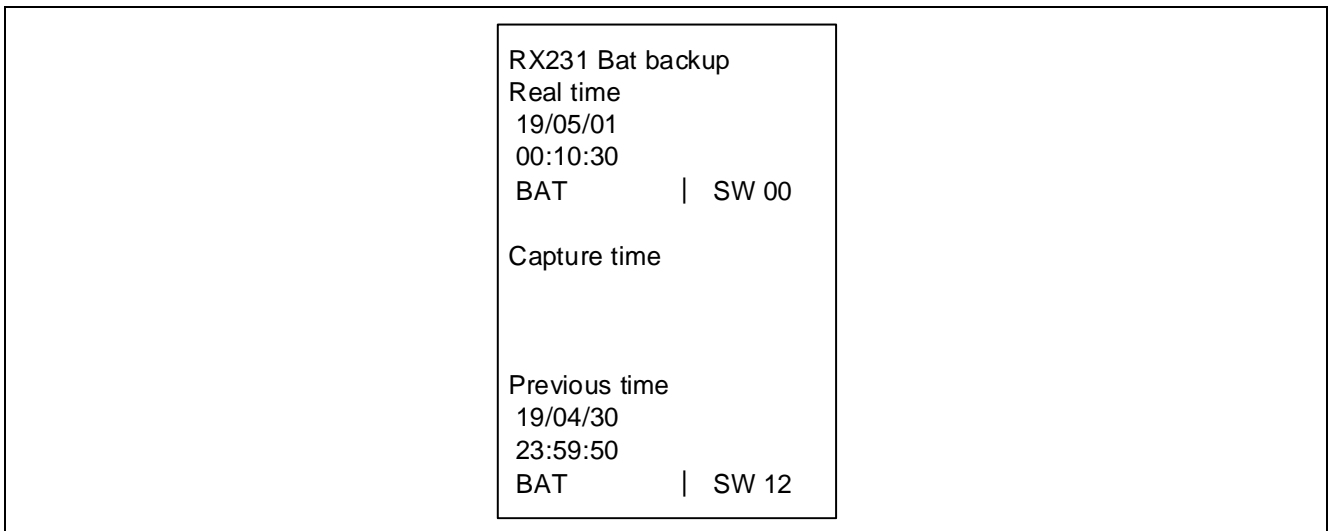 RX231 Bat backup
Real time
19/05/01
00:10:30
BAT | SW 00
Capture time
Previous time
19/04/30
23:59:50
BAT | SW 12